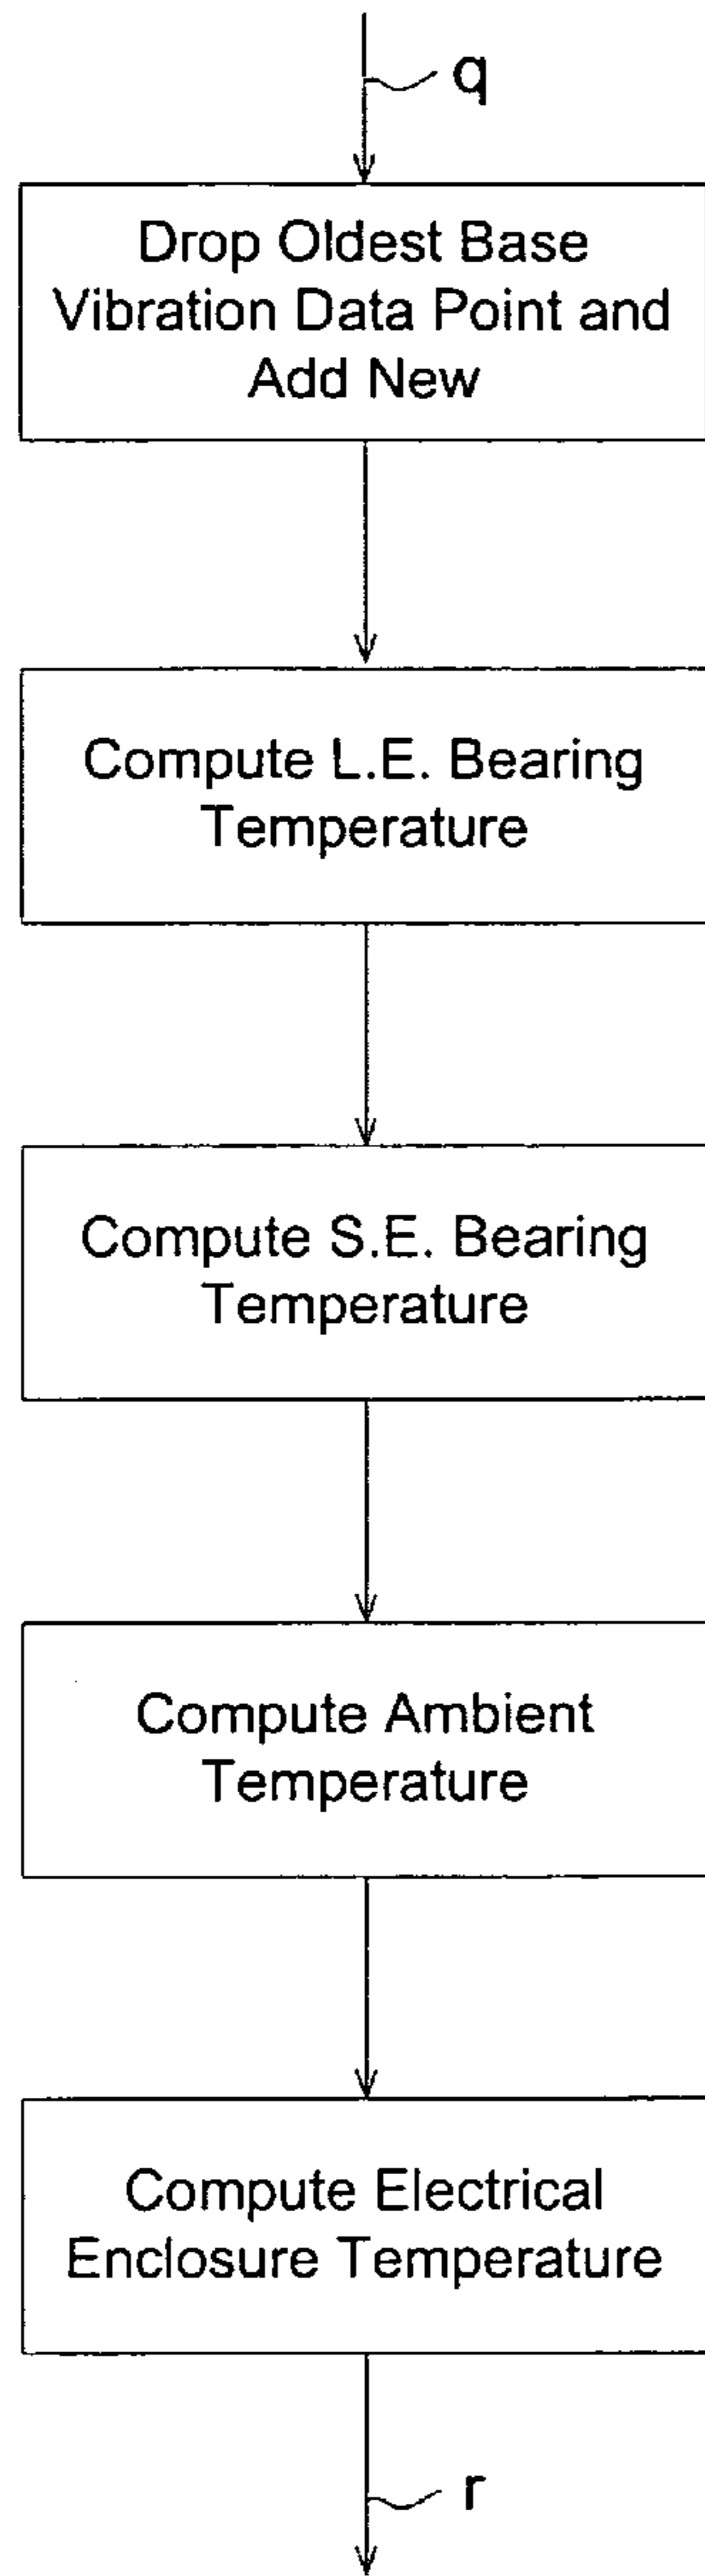 q
Drop Oldest Base
Vibration Data Point and
Add New
Compute L.E. Bearing
Temperature
Compute S.E. Bearing
Temperature
Compute Ambient
Temperature
Compute Electrical
Enclosure Temperature
r